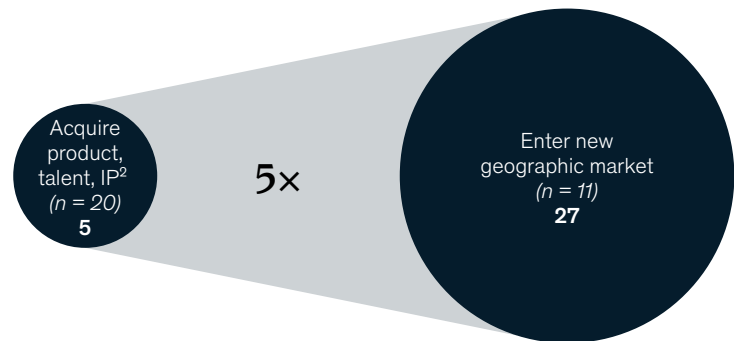 Acquire
product,
talent, IP²
(n = 20)
5
5×
Enter new
geographic market
(n = 11)
27